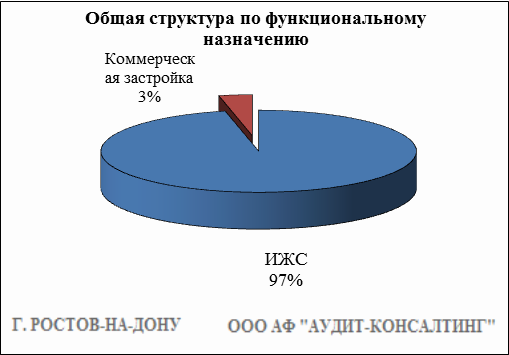 Общая структура по функциональному
назначению
Коммерческ
ая застройка
3%
ИЖС
97%
Г. РОСТОВ-НА-ДОНУ ООО АФ "АУДИТ-КОНСАЛТИНГ"